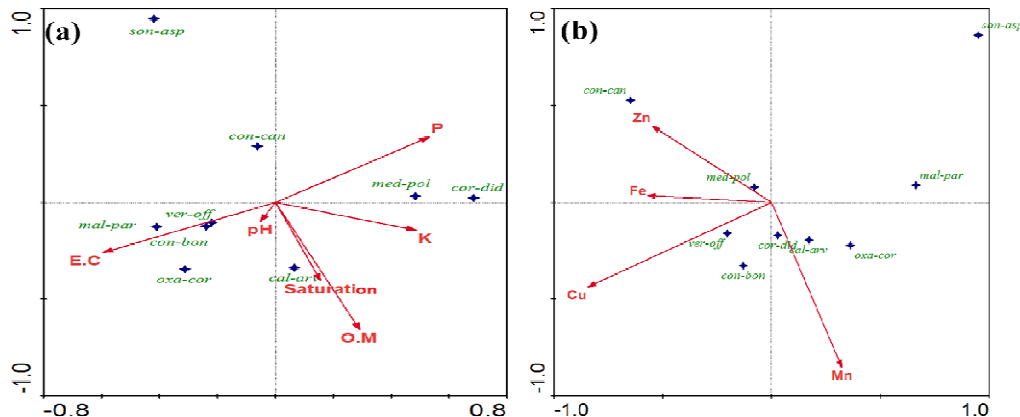 (a)
1.0
son-asp
con-can
P
med-pol
cor-did
mal-par
ver-off
con-bon
pH
K
E.C
oxa-cor
cal-ar
Saturation
O.M
-1.0
-0.8
0.8
(b)
1.0
son-asp
con-can
Zn
med-pol
mal-par
Fe
ver-off
cor-did
cal-arv
oxa-cor
con-bon
Cu
Mn
-1.0
-1.0
1.0